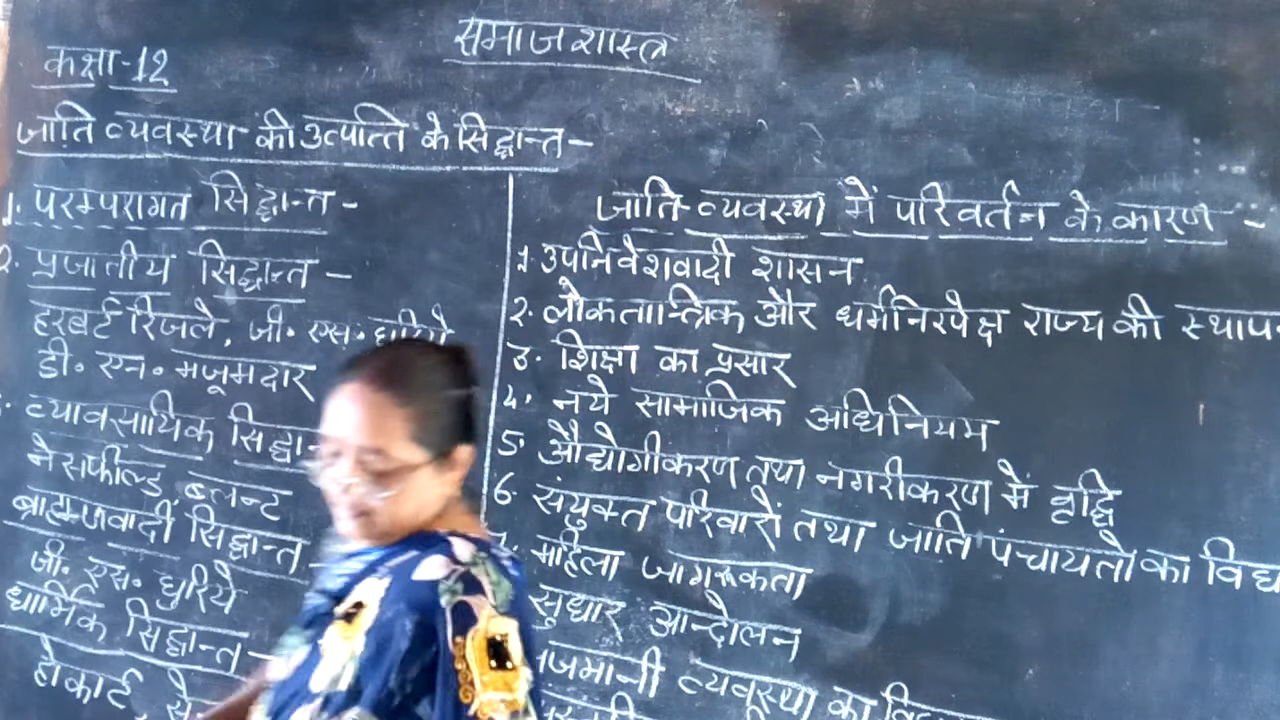 समाजशास्त्र
कक्षा-12
जाति व्यवस्था की उत्पत्ति के सिद्धान्त-
1. परम्परागत सिद्धान्त-
2. प्रजातीय सिद्धान्त-
हरबर्ट रिजले, जी. एस. घुरिये
डी. एन. मजूमदार
व्यावसायिक
नेसफील्ड, ब्लन्ट
ब्राह्मणवादी सिद्धान्त-
जी. एस. घुरिये
धार्मिक सिद्धान्त-
होकार्ट,
जाति-व्यवस्था में परिवर्तन के कारण -
1. उपनिवेशवादी शासन
2. लोकतान्त्रिक और धर्मनिरपेक्ष राज्य की
3. शिक्षा का प्रसार
4. नये सामाजिक अधिनियम
5. औद्योगीकरण तथा नगरीकरण में वृद्धि
6. संयुक्त परिवारों तथा जाति पंचायतों का
महिला जागरूकता
सुधार आन्दोलन
व्यवस्था का